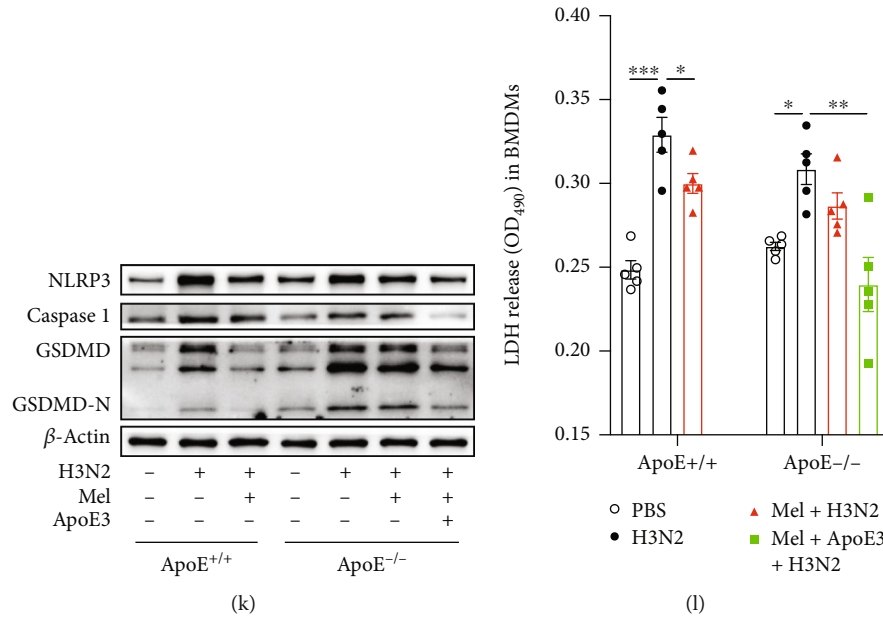 NLRP3
Caspase 1
GSDMD
GSDMD-N
β-Actin
H3N2 – + + – + + +
Mel – – + – – + +
ApoE3 – – – – – – +
ApoE+/+ ApoE−/−
(k)
LDH release (OD490) in BMDMs
0.40
0.35
0.30
0.25
0.20
0.15
*** * * **
ApoE+/+ ApoE−/−
PBS
H3N2
Mel + H3N2
Mel + ApoE3
+ H3N2
(l)